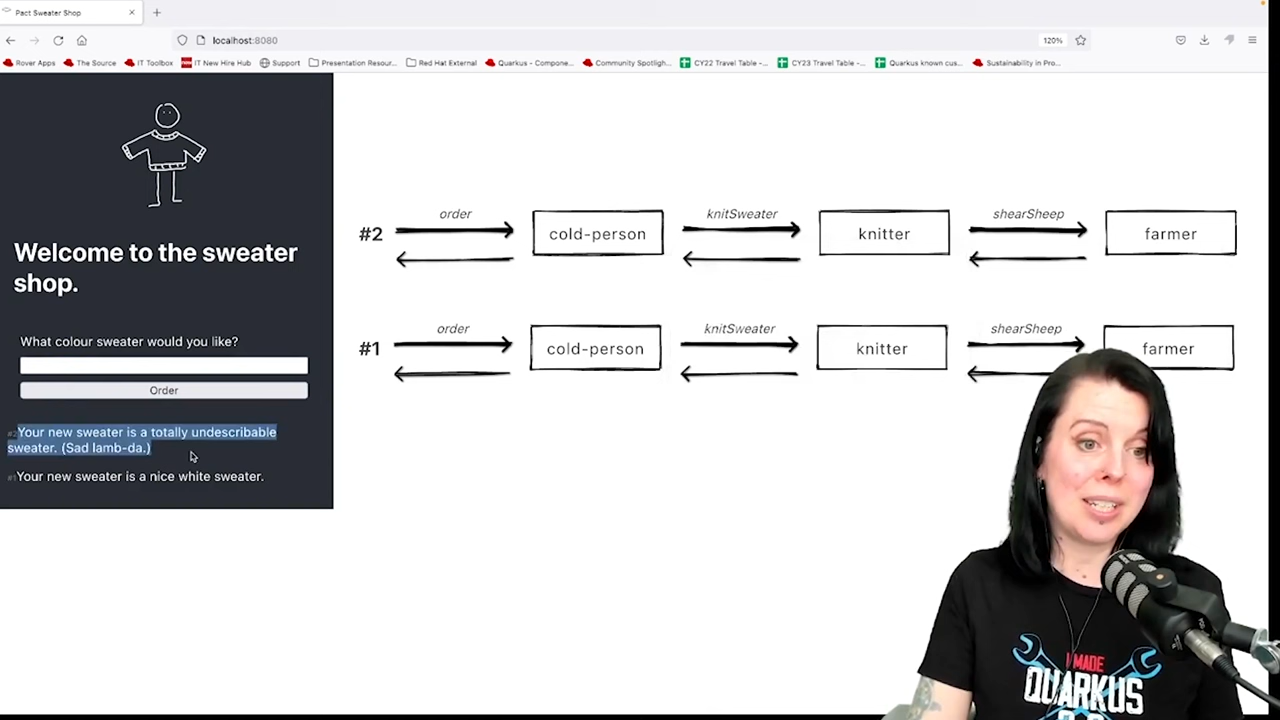 Pact Sweater Shop
localhost:8080
120%
Rover Apps
The Source
IT Toolbox
IT New Hire Hub
Support
Presentation Resour...
Red Hat External
Quarkus - Compone...
Community Spotligh...
CY22 Travel Table -...
CY23 Travel Table -...
Quarkus known cus...
Sustainability in Pro...
Welcome to the sweater
shop.
What colour sweater would you like?
Order
#2 Your new sweater is a totally undescribable
sweater. (Sad lamb-da.)
#1 Your new sweater is a nice white sweater.
#2 order cold-person knitSweater knitter shearSheep farmer
#1 order cold-person knitSweater knitter shearSheep farmer
I MADE
QUARKUS